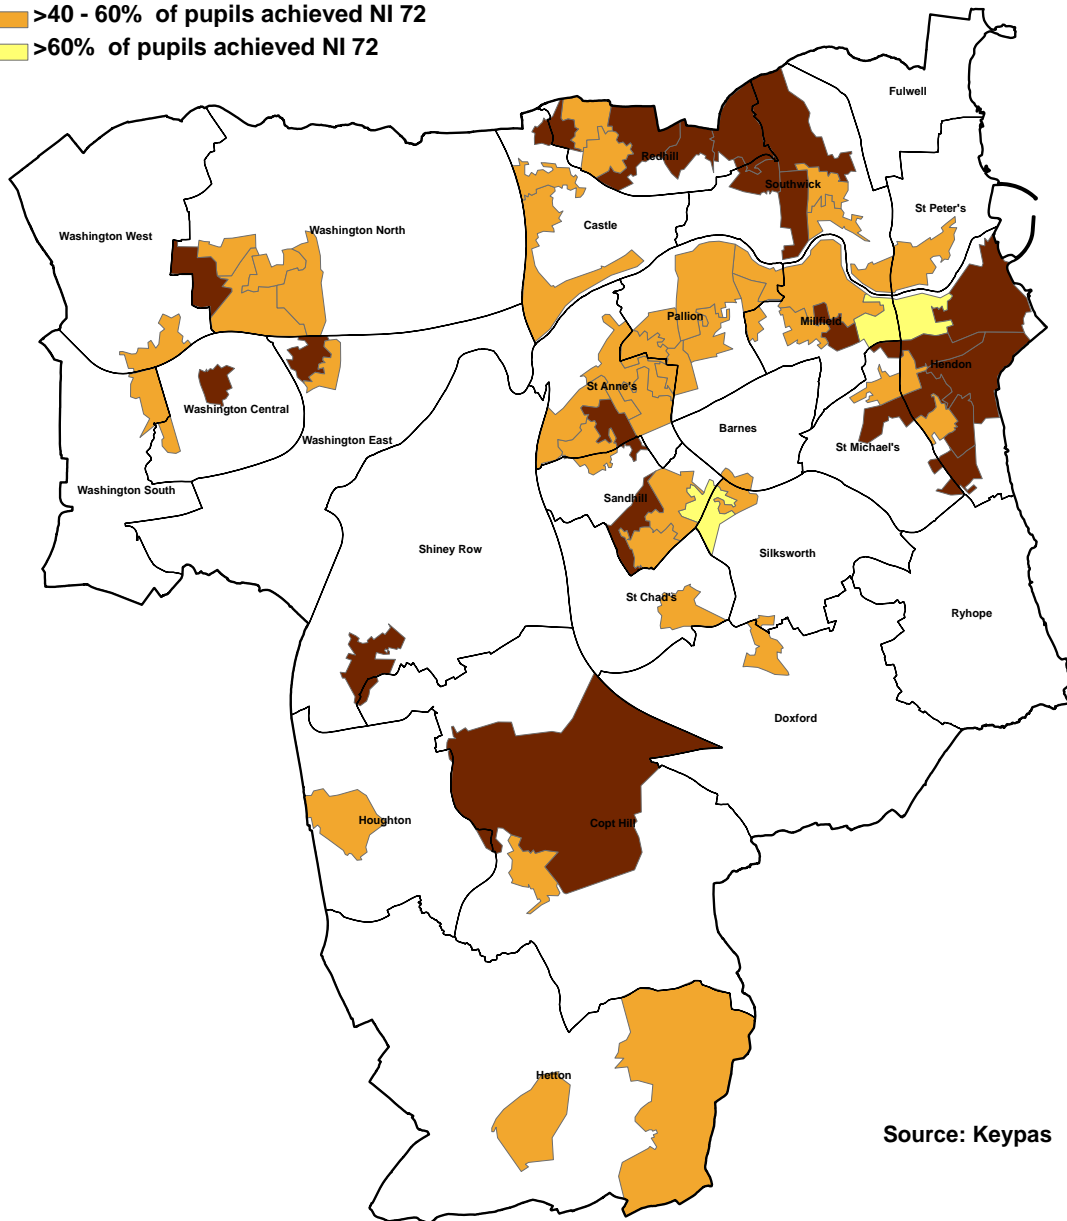 >40 - 60%  of pupils achieved NI 72
>60%  of pupils achieved NI 72
Fulwell
Redhill
Southwick
St Peter's
Castle
Washington West
Washington North
Pallion
Millfield
Hendon
St Anne's
Washington Central
Barnes
Washington East
St Michael's
Washington South
Sandhill
Shiney Row
Silksworth
St Chad's
Ryhope
Doxford
Houghton
Copt Hill
Hetton
Source: Keypas